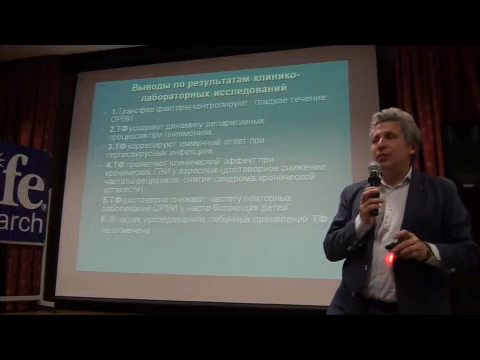 Выводы по результатам клинико-
лабораторных исследований
- 1.Трансфер факторы контролируют гладкое течение
ОРВИ
- 2.ТФ ускоряют динамику репаративных
процессов при пневмониях
- 3.ТФ коррелируют иммунный ответ при
герпесвирусных инфекциях
- 4.ТФ проявляют клинический эффект при
хронических ГВИ у взрослых (достоверное снижение
частоты рецидивов, снятие синдрома хронической
усталости)
5.ТФ достоверно снижают частоту повторных
заболеваний ОРВИ у часто болеющих детей
6. В наших исследованиях побочных проявлений ТФ
не отмечена
fe
arch